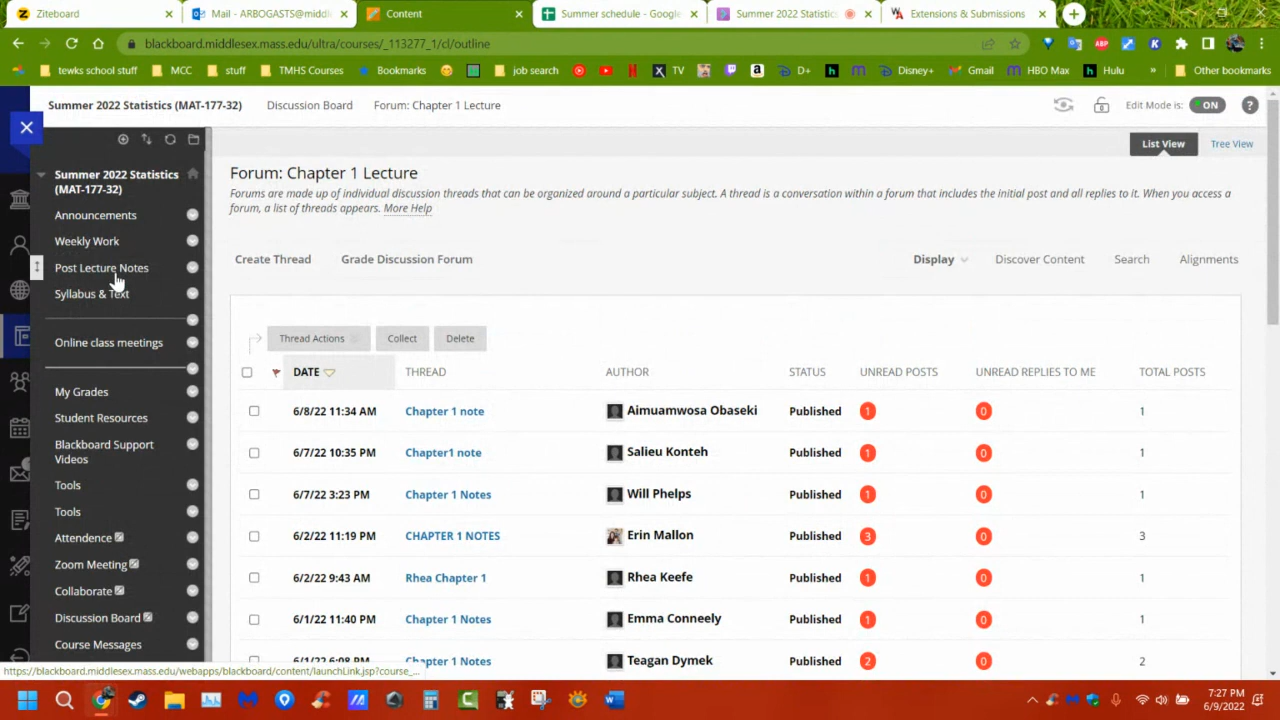 Ziteboard
Mail - ARBOGASTS@middl
Content
Summer schedule - Google
Summer 2022 Statistics
Extensions & Submissions
blackboard.middlesex.mass.edu/ultra/courses/_113277_1/cl/outline
tewks school stuff
MCC
stuff
TMHS Courses
Bookmarks
job search
TV
D+
Disney+
Gmail
HBO Max
Hulu
Other bookmarks
Summer 2022 Statistics (MAT-177-32)
Discussion Board
Forum: Chapter 1 Lecture
Edit Mode is:
ON
List View
Tree View
Summer 2022 Statistics
(MAT-177-32)
Announcements
Weekly Work
Post Lecture Notes
Syllabus & Text
Online class meetings
My Grades
Student Resources
Blackboard Support
Videos
Tools
Tools
Attendence
Zoom Meeting
Collaborate
Discussion Board
Course Messages
Forum: Chapter 1 Lecture
Forums are made up of individual discussion threads that can be organized around a particular subject. A thread is a conversation within a forum that includes the initial post and all replies to it. When you access a
forum, a list of threads appears. More Help
Create Thread
Grade Discussion Forum
Display
Discover Content
Search
Alignments
Thread Actions
Collect
Delete
DATE THREAD AUTHOR STATUS UNREAD POSTS UNREAD REPLIES TO ME TOTAL POSTS
6/8/22 11:34 AM Chapter 1 note Aimuamwosa Obaseki Published 1 0 1
6/7/22 10:35 PM Chapter1 note Salieu Konteh Published 1 0 1
6/7/22 3:23 PM Chapter 1 Notes Will Phelps Published 1 0 1
6/2/22 11:19 PM CHAPTER 1 NOTES Erin Mallon Published 3 0 3
6/2/22 9:43 AM Rhea Chapter 1 Rhea Keefe Published 1 0 1
6/1/22 11:40 PM Chapter 1 Notes Emma Conneely Published 1 0 1
6/1/22 6:08 PM Chapter 1 Notes Teagan Dymek Published 2 0 2
https://blackboard.middlesex.mass.edu/webapps/blackboard/content/launchLink.jsp?course_...
7:27 PM
6/9/2022